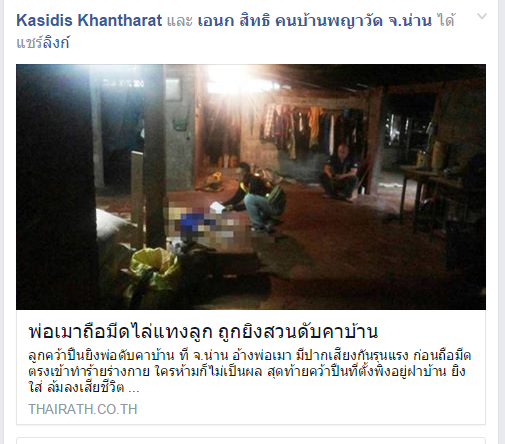 Kasidis Khantharat และ เอนก สิทธิ คนบ้านพญาวัด จ.น่าน ได้
แชร์ลิงก์
พ่อเมาถือมีดไล่แทงลูก ถูกยิงสวนดับคาบ้าน
ลูกคว้าปืนยิงพ่อดับคาบ้าน ที่ จ.น่าน อ้างพ่อเมา มีปากเสียงกันรุนแรง ก่อนถือมีด
ตรงเข้าทำร้ายร่างกาย ใครห้ามก็ไม่เป็นผล สุดท้ายคว้าปืนที่ตั้งพิงอยู่ฝาบ้าน ยิง
ใส่ ล้มลงเสียชีวิต ...
THAIRATH.CO.TH